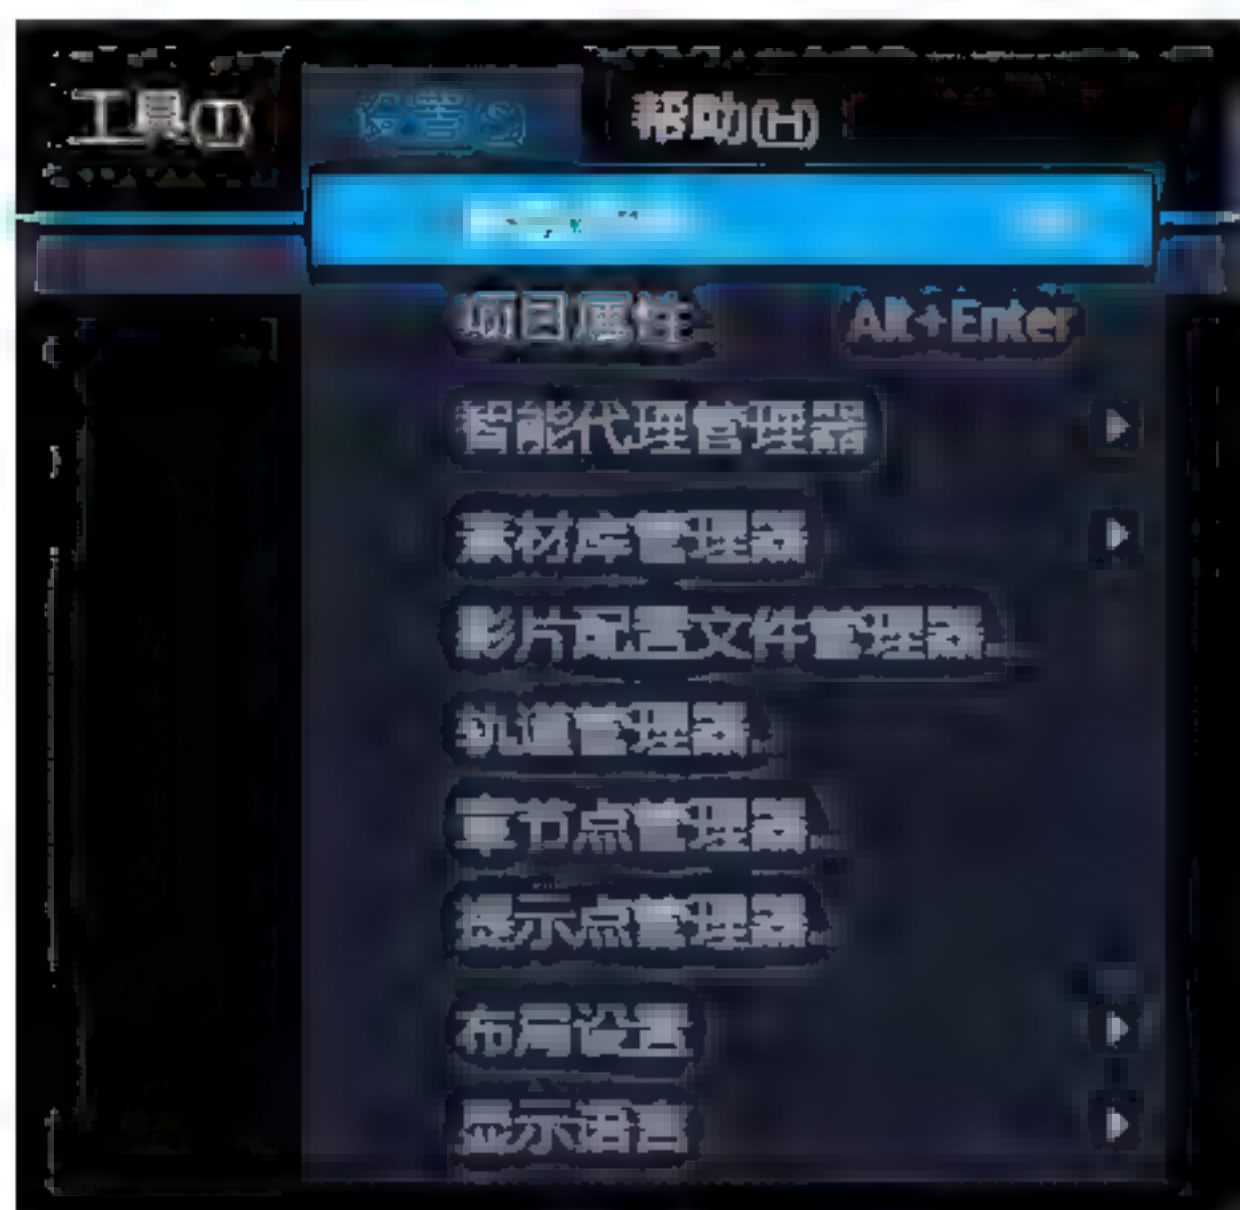 工具(T) 设置(S) 帮助(H)
项目属性 Alt+Enter
智能代理管理器
素材库管理器
影片配置文件管理器...
轨道管理器...
章节点管理器...
提示点管理器...
布局设置
显示语言